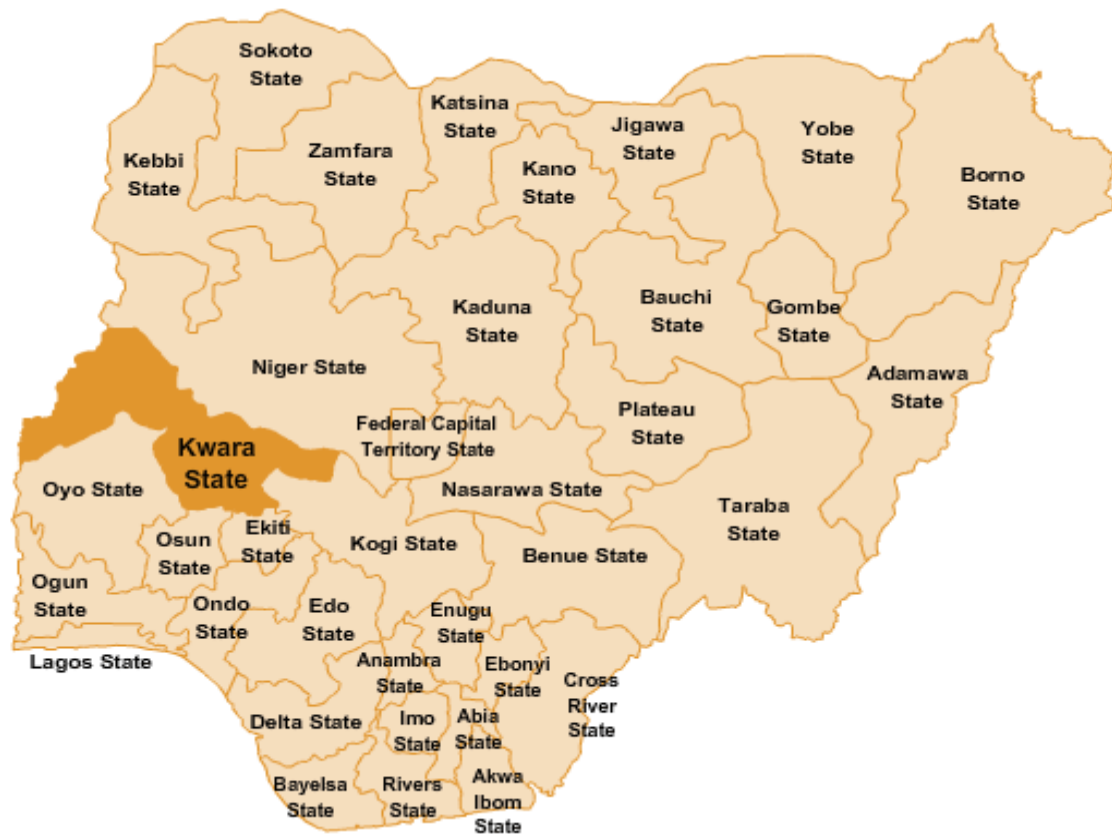 Sokoto
State
Katsina
State
Jigawa
State
Yobe
State
Kebbi
State
Zamfara
State
Kano
State
Borno
State
Kaduna
State
Bauchi
State
Gombe
State
Niger State
Adamawa
State
Plateau
State
Federal Capital
Territory State
Kwara
State
Oyo State
Nasarawa State
Taraba
State
Osun
State
Ekiti
State
Kogi State
Benue State
Ogun
State
Ondo
State
Edo
State
Enugu
State
Lagos State
Anambra
State
Ebonyi
State
Cross
River
State
Delta State
Imo
State
Abia
State
Bayelsa
State
Rivers
State
Akwa
Ibom
State